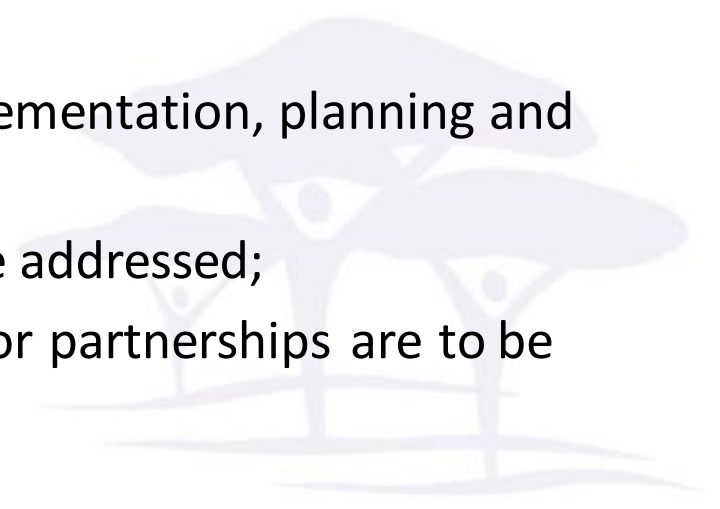 ementation, planning and
e addressed;
or partnerships are to be